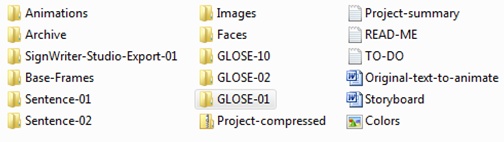 Animations
Archive
SignWriter-Studio-Export-01
Base-Frames
Sentence-01
Sentence-02
Images
Faces
GLOSE-10
GLOSE-02
GLOSE-01
Project-compressed
Project-summary
READ-ME
TO-DO
Original-text-to-animate
Storyboard
Colors